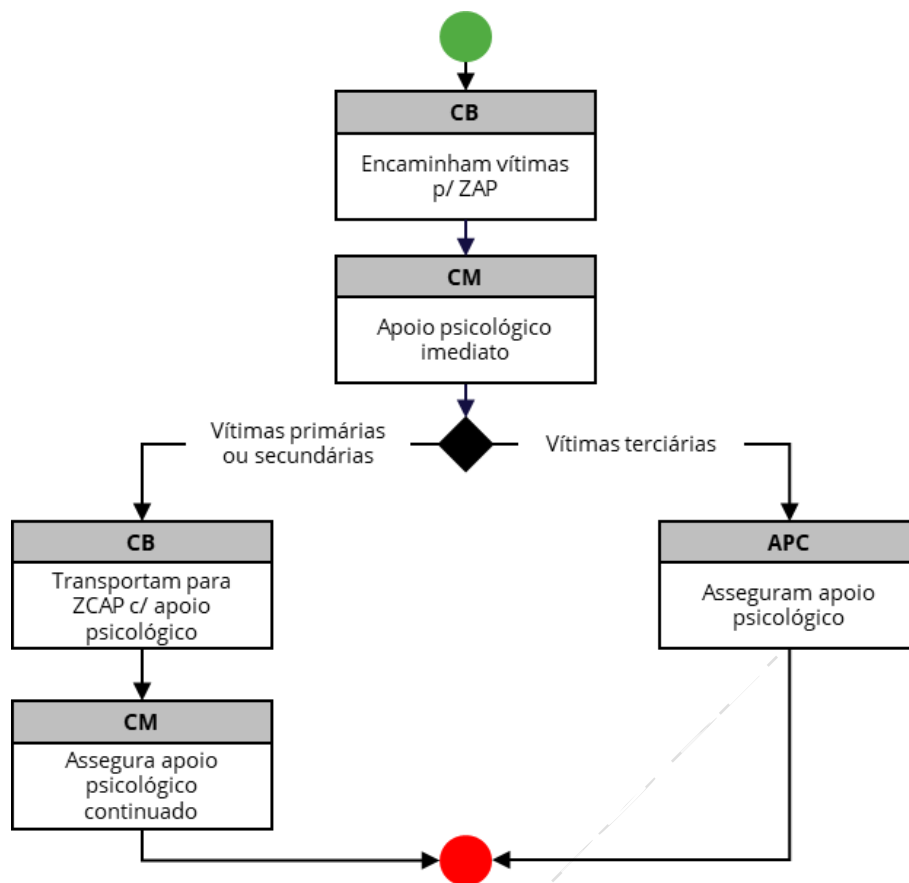 CB
Encaminham vítimas
p/ ZAP
CM
Apoio psicológico
imediato
Vítimas primárias
ou secundárias
Vítimas terciárias
CB
Transportam para
ZCAP c/ apoio
psicológico
APC
Asseguram apoio
psicológico
CM
Assegura apoio
psicológico
continuado